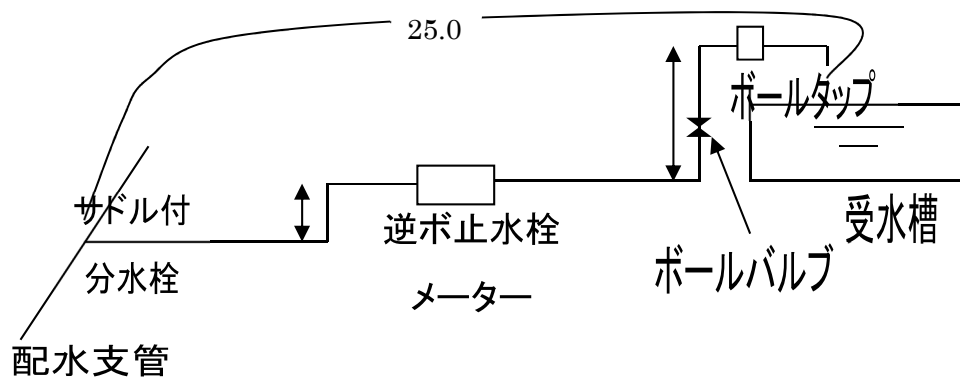 25.0
ボールタップ
サドル付
分水栓
逆ボ止水栓
メーター
ボールバルブ
受水槽
配水支管